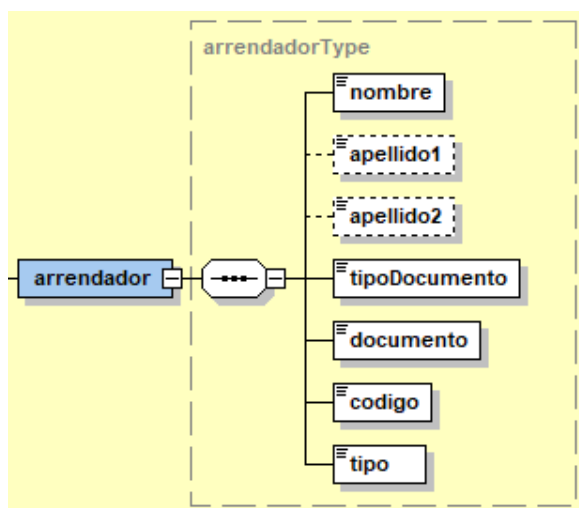 arrendadorType
nombre
apellido1
apellido2
arrendador
tipoDocumento
documento
codigo
tipo